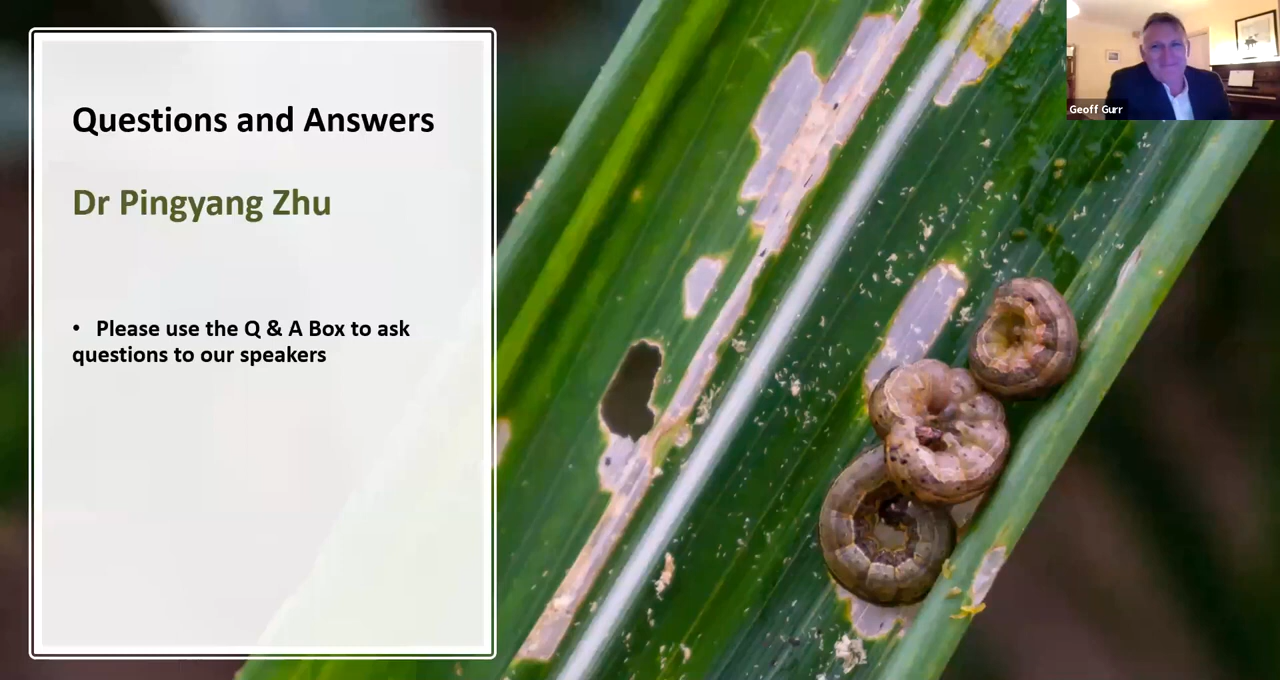 Questions and Answers
Dr Pingyang Zhu
• Please use the Q & A Box to ask
questions to our speakers
Geoff Gurr